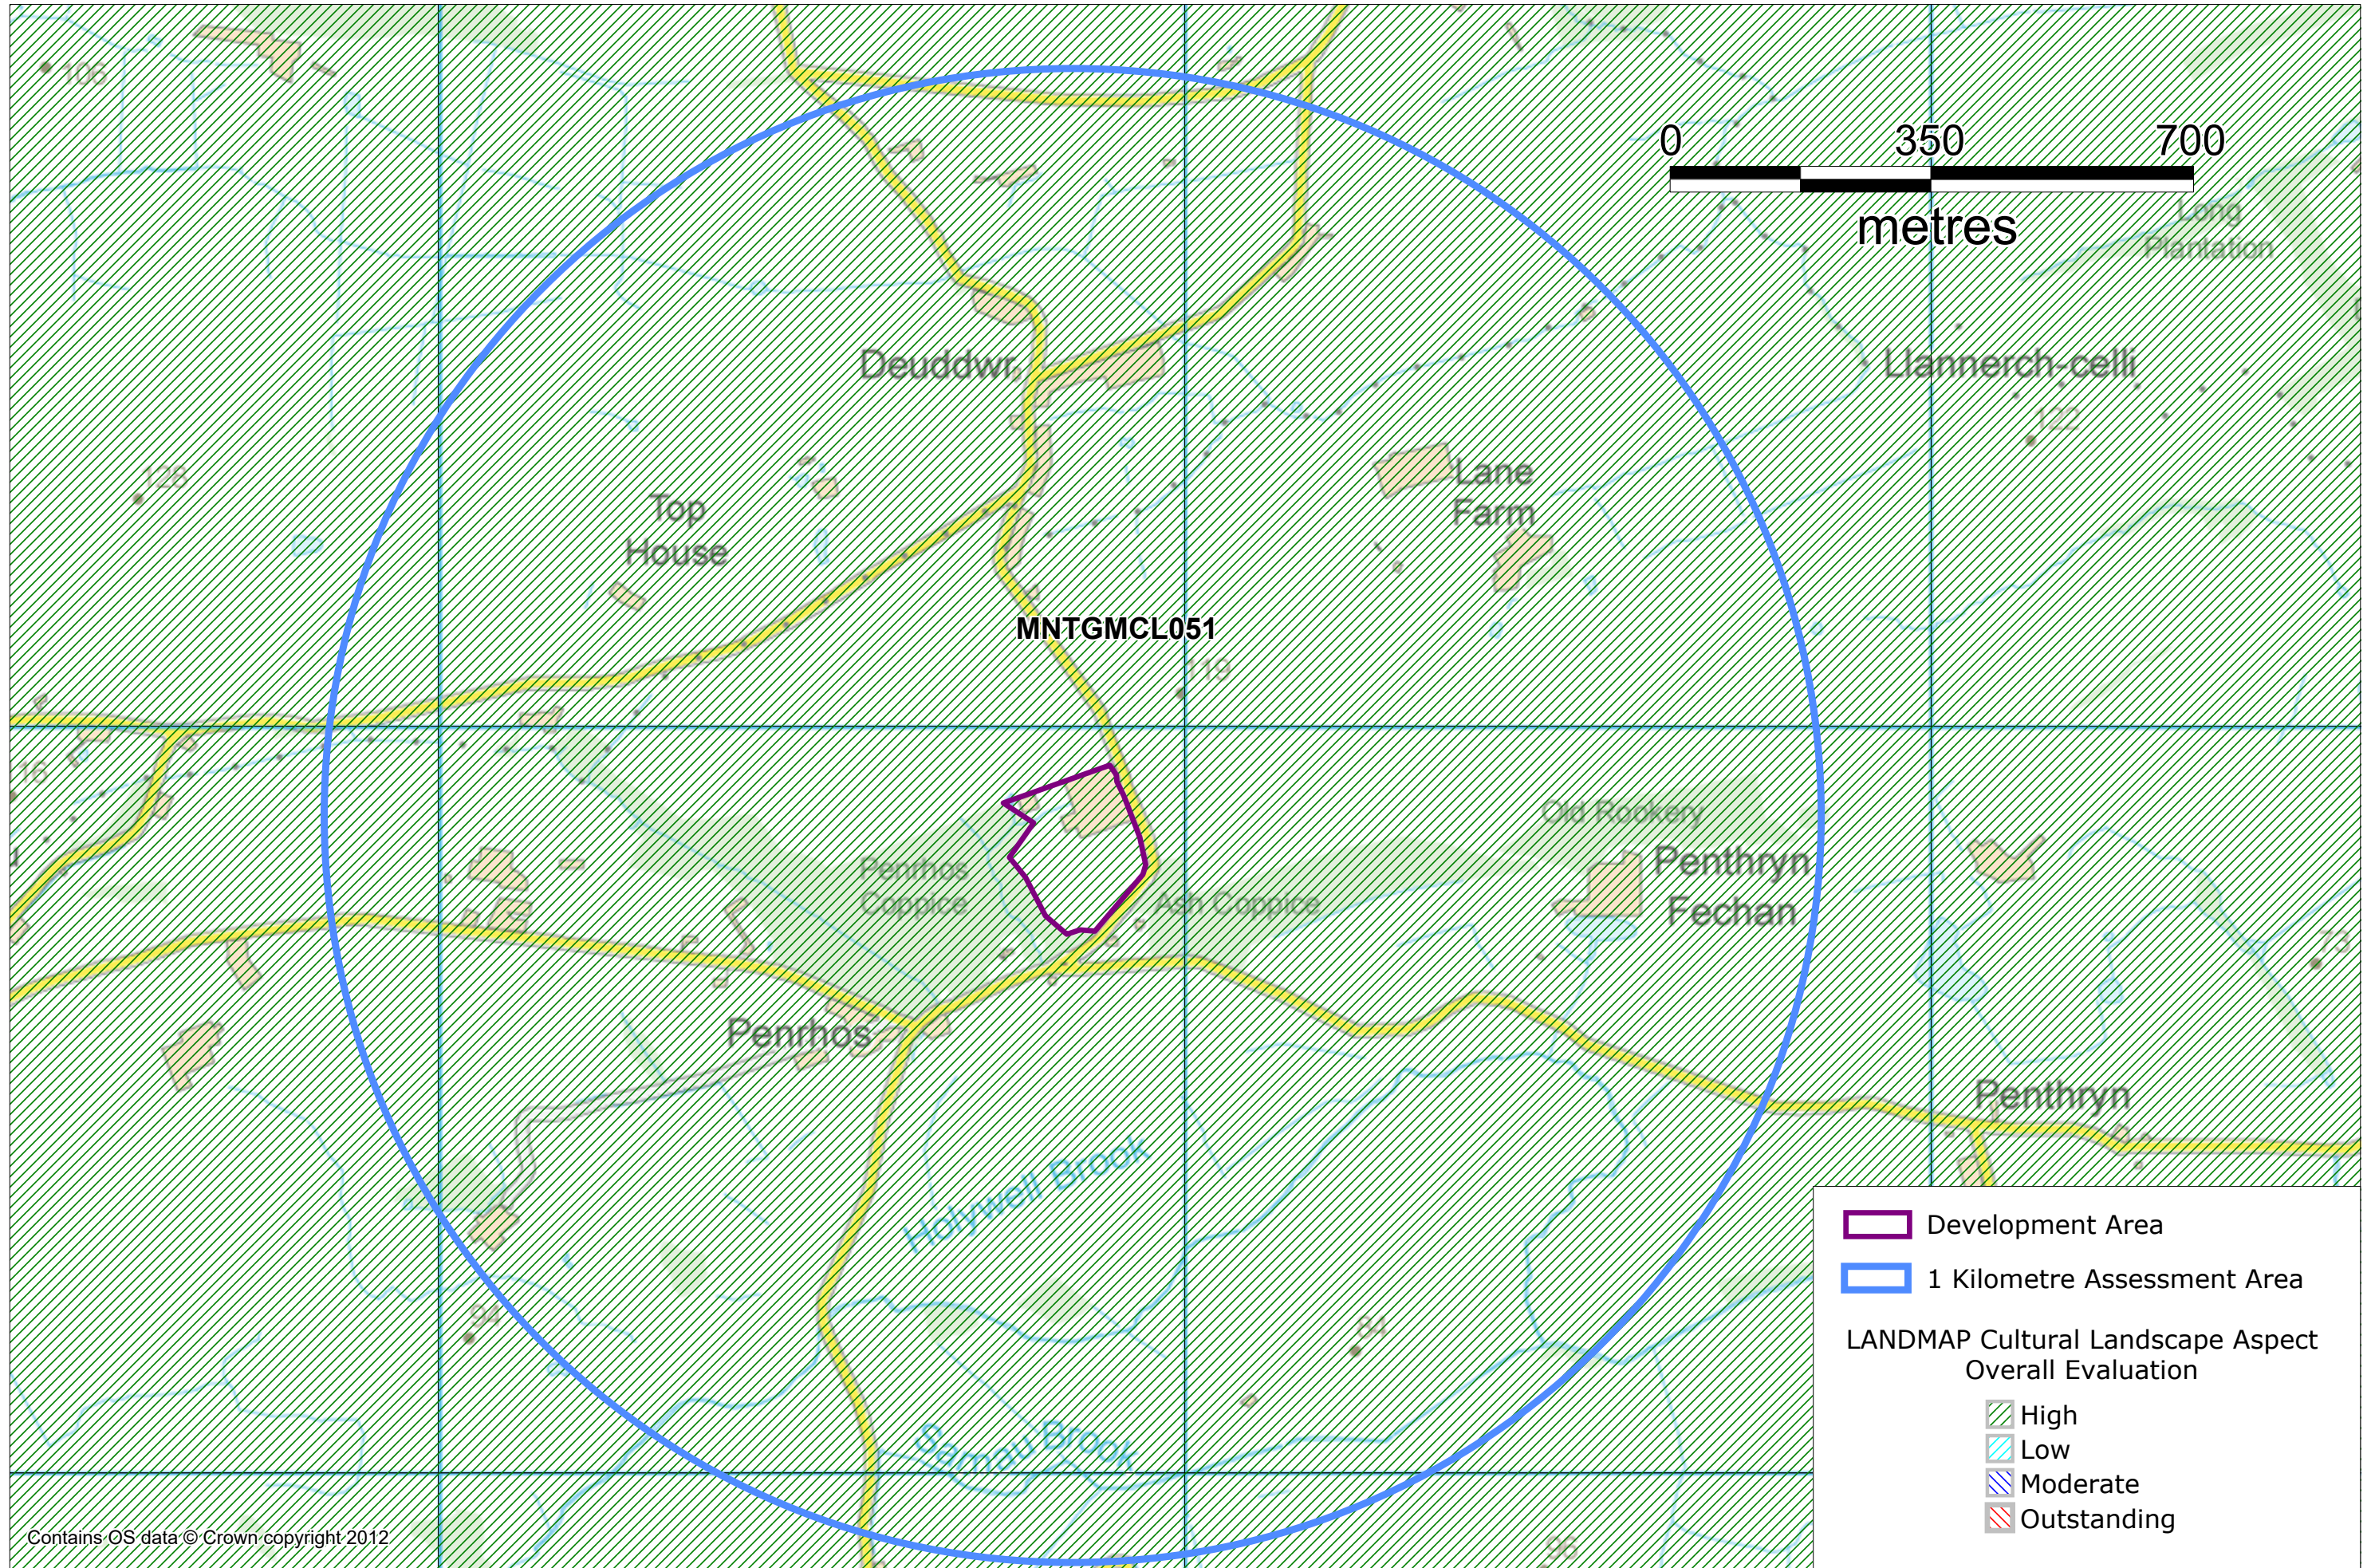 106
0 350 700
metres
Long
Plantation
Deuddwr
Llannerch-celli
122
128
Lane
Farm
Top
House
MNTGMCL051
119
16
Old Rookery
Penrhos
Coppice
Ash Coppice
Penthryn
Fechan
73
Penrhos
Penthryn
Holywell Brook
94
84
Sarnau Brook
96
Development Area
1 Kilometre Assessment Area
LANDMAP Cultural Landscape Aspect
Overall Evaluation
High
Low
Moderate
Outstanding
Contains OS data © Crown copyright 2012